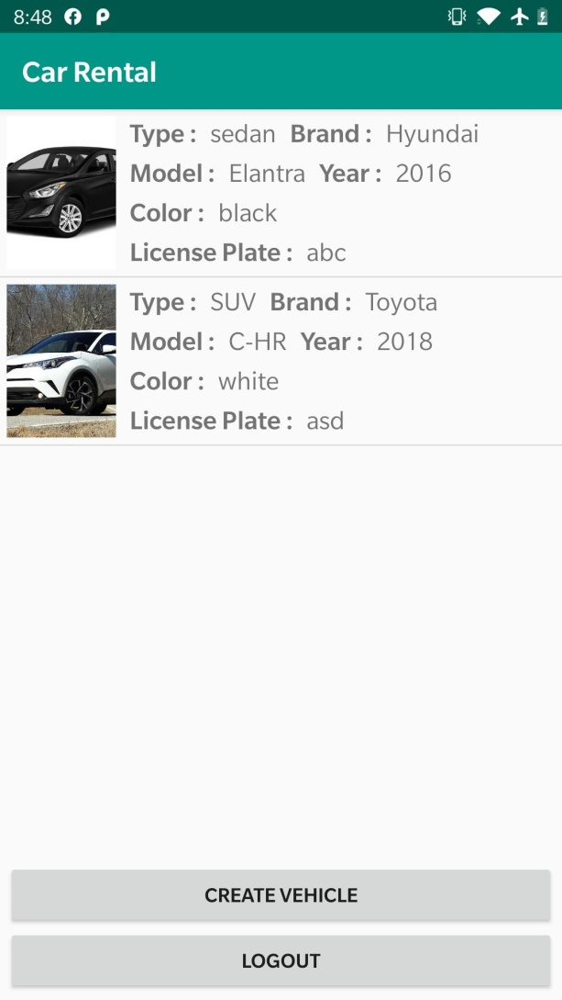 8:48
Car Rental
Type : sedan Brand : Hyundai
Model : Elantra Year : 2016
Color : black
License Plate : abc
Type : SUV Brand : Toyota
Model : C-HR Year : 2018
Color : white
License Plate : asd
CREATE VEHICLE
LOGOUT